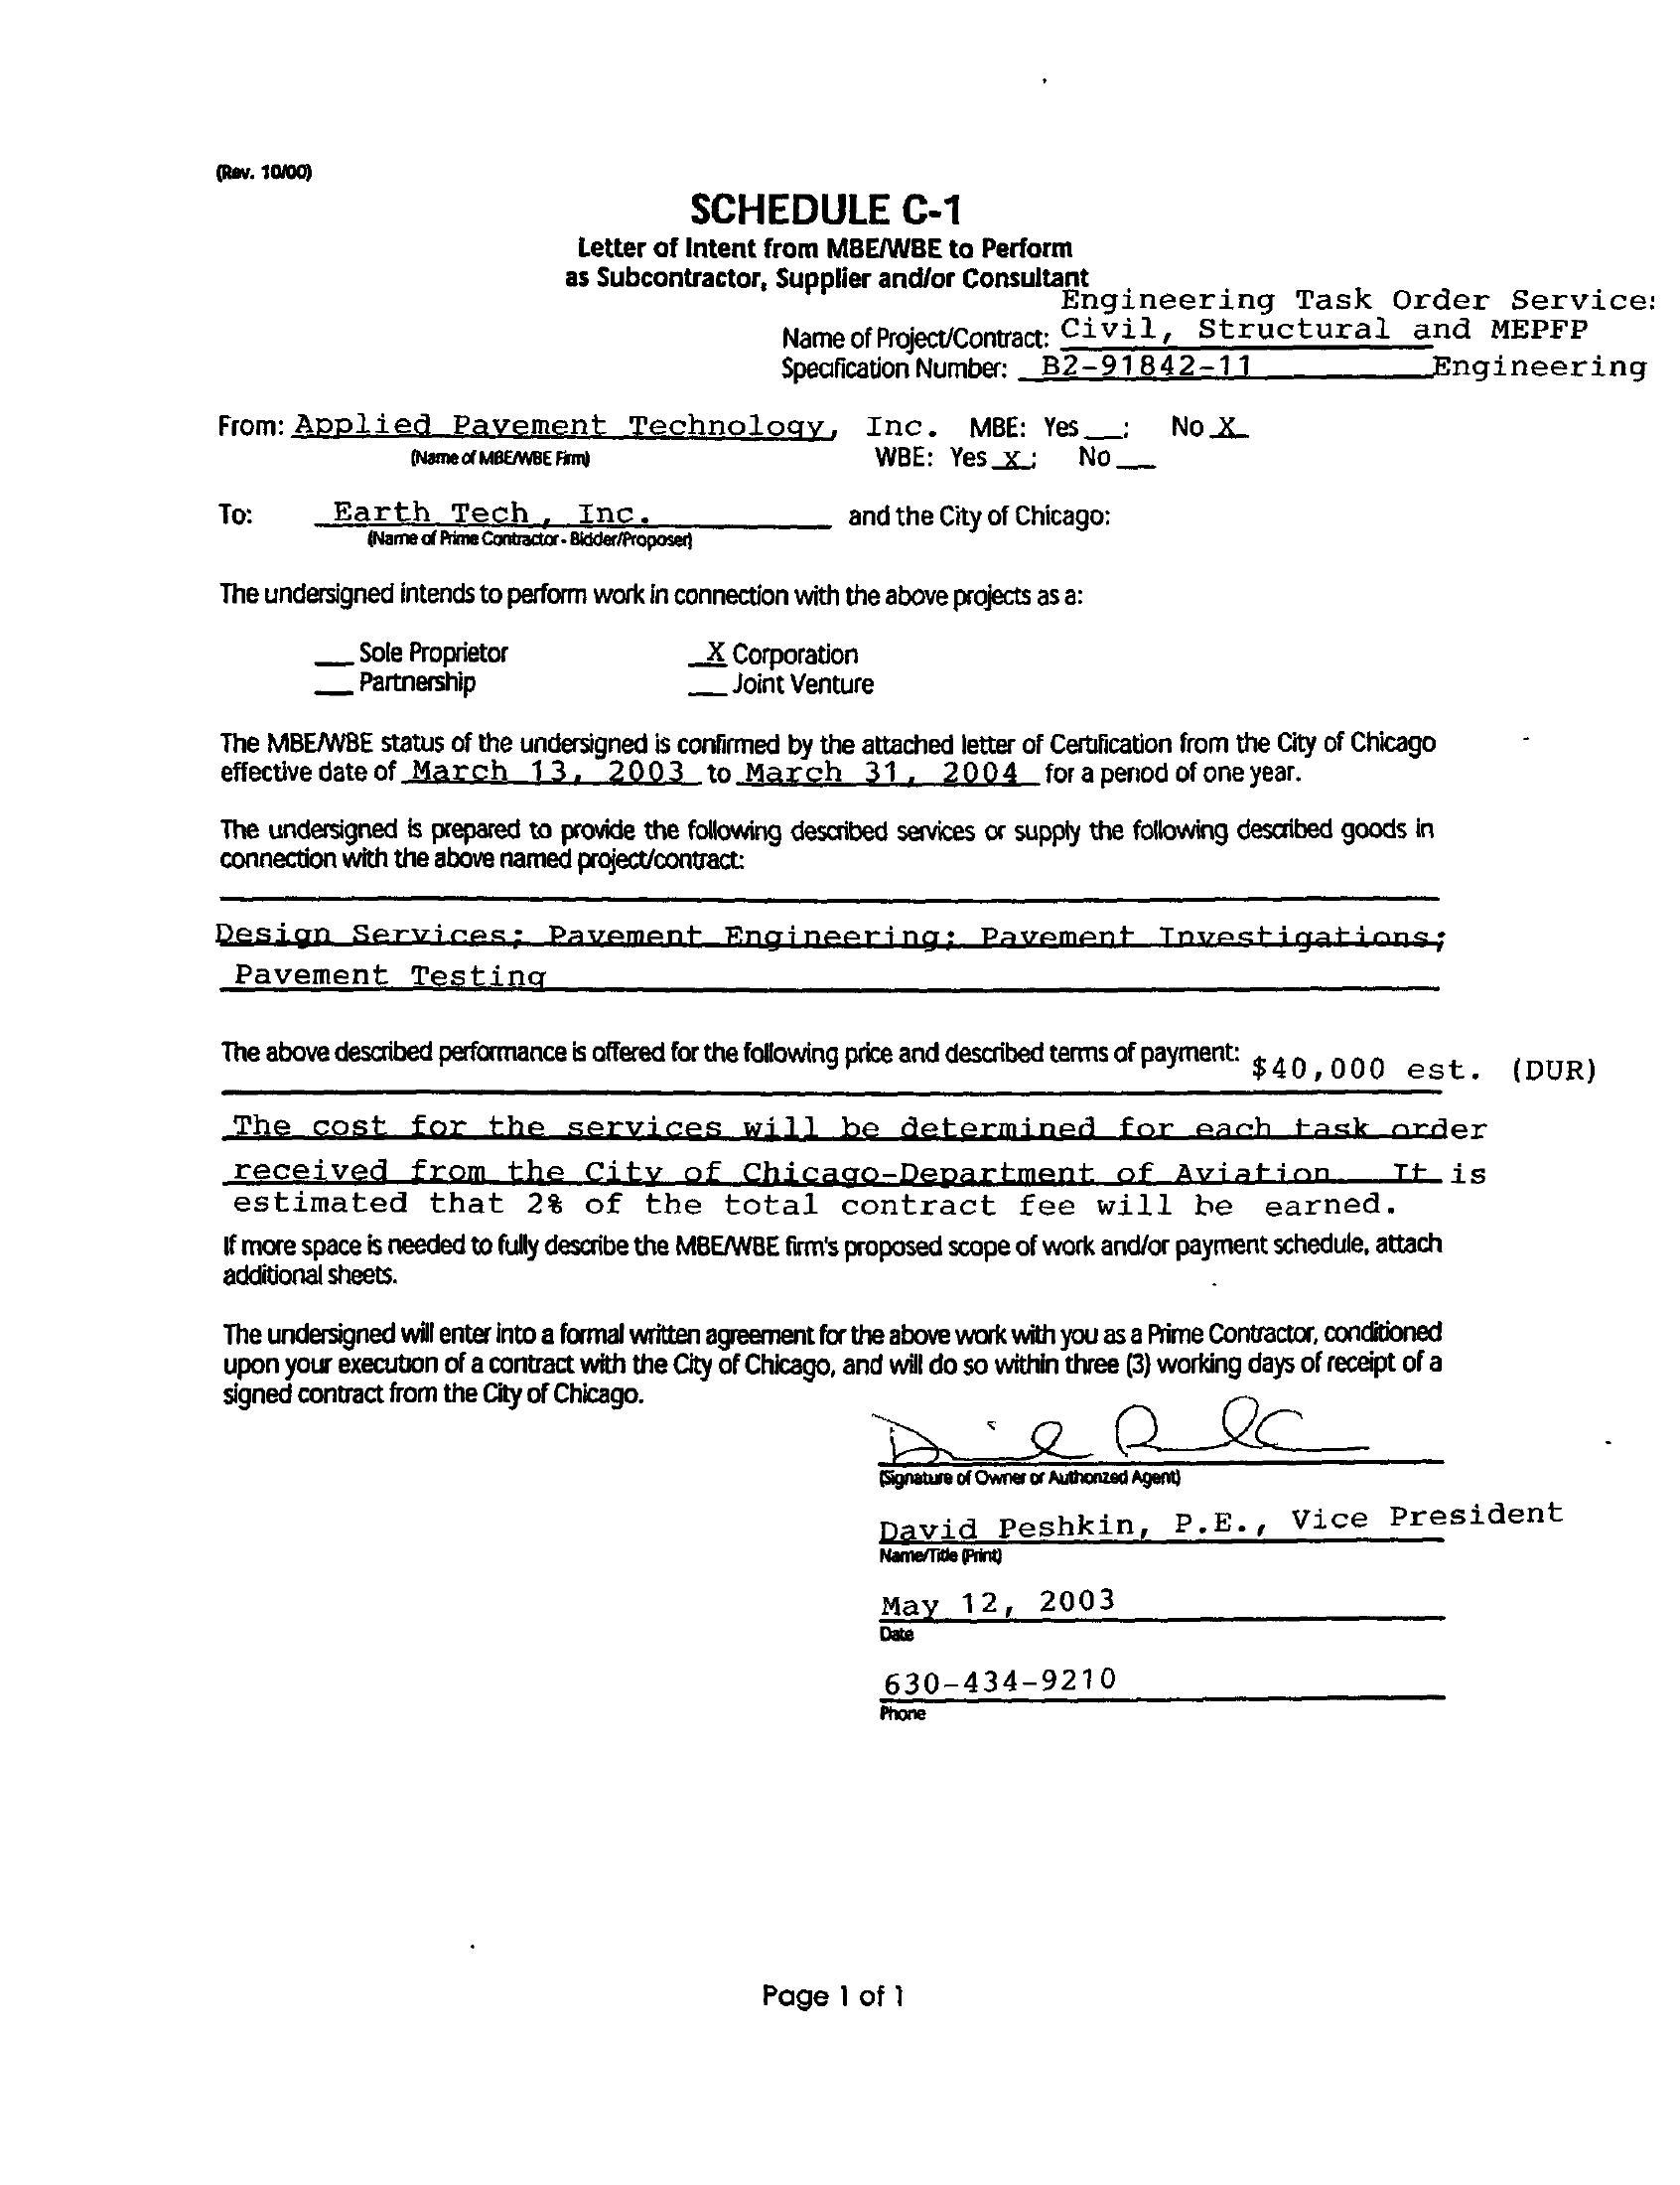 (Rev. 10/00)
SCHEDULE C-1
Letter of Intent from MBE/WBE to Perform
as Subcontractor, Supplier and/or Consultant
Engineering Task Order Service:
Name of Project/Contract: Civil, Structural and MEPFP
Specification Number: B2-91842-11 Engineering
From: Applied Pavement Technology, Inc. MBE: Yes __; No X
(Name of MBE/WBE Firm) WBE: Yes X; No __
To: Earth Tech, Inc. and the City of Chicago:
(Name of Prime Contractor - Bidder/Proposer)
The undersigned intends to perform work in connection with the above projects as a:
__ Sole Proprietor X Corporation
__ Partnership __ Joint Venture
The MBE/WBE status of the undersigned is confirmed by the attached letter of Certification from the City of Chicago
effective date of March 13, 2003 to March 31, 2004 for a period of one year.
The undersigned is prepared to provide the following described services or supply the following described goods in
connection with the above named project/contract:
Design Services; Pavement Engineering; Pavement Investigations;
Pavement Testing
The above described performance is offered for the following price and described terms of payment: $40,000 est. (DUR)
The cost for the services will be determined for each task order
received from the City of Chicago-Department of Aviation. It is
estimated that 2% of the total contract fee will be earned.
If more space is needed to fully describe the MBE/WBE firm's proposed scope of work and/or payment schedule, attach
additional sheets.
The undersigned will enter into a formal written agreement for the above work with you as a Prime Contractor, conditioned
upon your execution of a contract with the City of Chicago, and will do so within three (3) working days of receipt of a
signed contract from the City of Chicago.
(Signature of Owner or Authorized Agent)
David Peshkin, P.E., Vice President
Name/Title (Print)
May 12, 2003
Date
630-434-9210
Phone
Page 1 of 1